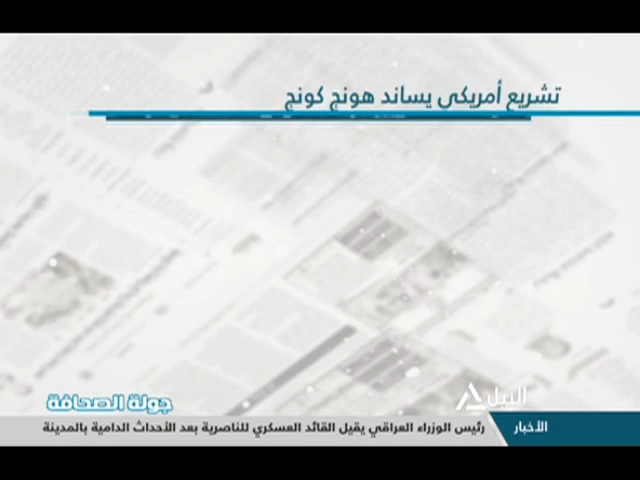 تشريع أمريكي يساند هونج كونج
جولة الصحافة
النيل
الأخبار
رئيس الوزراء العراقي يقيل القائد العسكري للناصرية بعد الأحداث الدامية بالمدينة